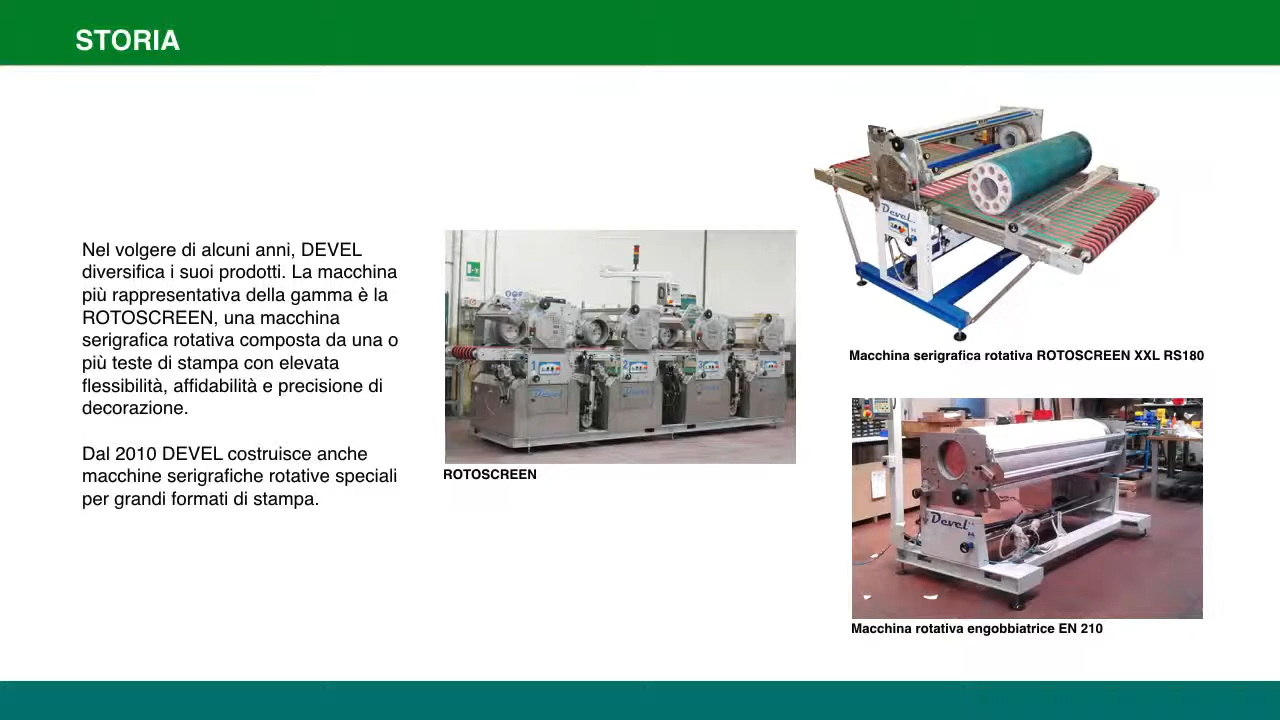 STORIA
Nel volgere di alcuni anni, DEVEL
diversifica i suoi prodotti. La macchina
più rappresentativa della gamma è la
ROTOSCREEN, una macchina
serigrafica rotativa composta da una o
più teste di stampa con elevata
flessibilità, affidabilità e precisione di
decorazione.
Dal 2010 DEVEL costruisce anche
macchine serigrafiche rotative speciali
per grandi formati di stampa.
ROTOSCREEN
Devel
Macchina serigrafica rotativa ROTOSCREEN XXL RS180
Devel
Macchina rotativa engobbiatrice EN 210